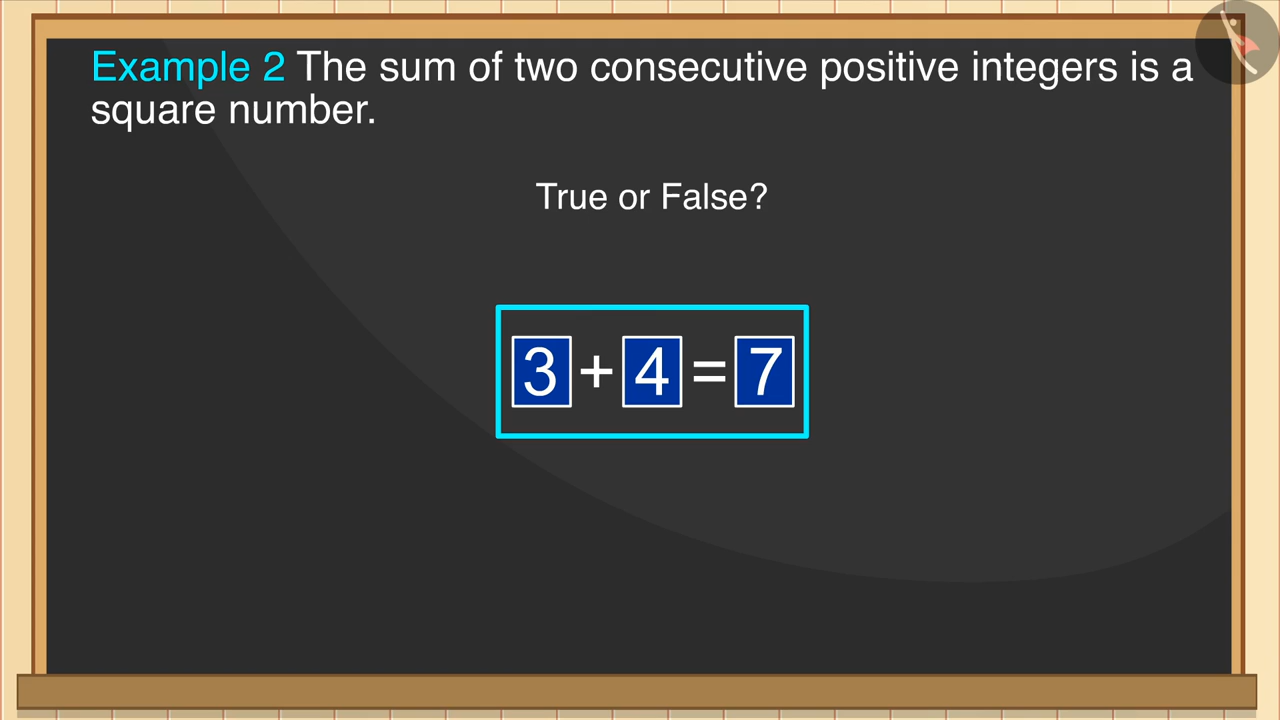 Example 2 The sum of two consecutive positive integers is a
square number.
True or False?
3 + 4 = 7